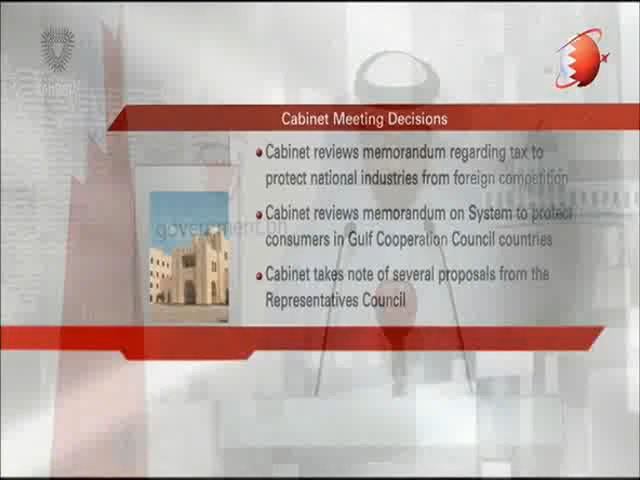 Cabinet Meeting Decisions
Cabinet reviews memorandum regarding tax to
protect national industries from foreign competition
Cabinet reviews memorandum on System to protect
consumers in Gulf Cooperation Council countries
Cabinet takes note of several proposals from the
Representatives Council
government.bh